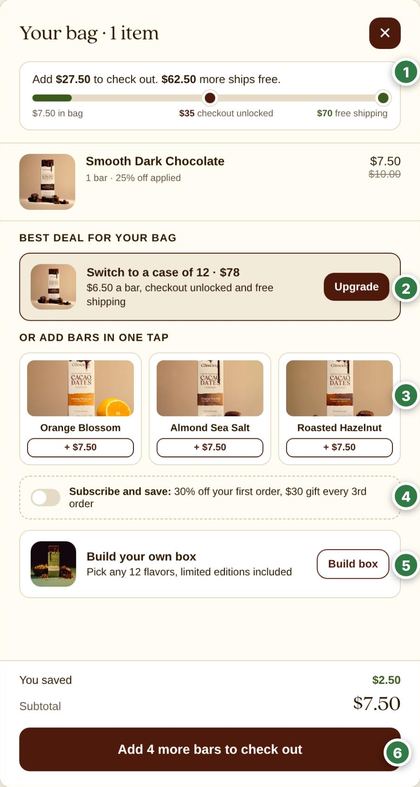 Your bag · 1 item
×
Add $27.50 to check out. $62.50 more ships free.
1
$7.50 in bag
$35 checkout unlocked
$70 free shipping
Smooth Dark Chocolate
$7.50
1 bar · 25% off applied
$10.00
BEST DEAL FOR YOUR BAG
Switch to a case of 12 · $78
$6.50 a bar, checkout unlocked and free
shipping
Upgrade
2
OR ADD BARS IN ONE TAP
CACAO
DATES
CACAO
DATES
CACAO
DATES
3
Orange Blossom
Almond Sea Salt
Roasted Hazelnut
+ $7.50
+ $7.50
+ $7.50
Subscribe and save: 30% off your first order, $30 gift every 3rd
order
4
Build your own box
Pick any 12 flavors, limited editions included
Build box
5
You saved
$2.50
Subtotal
$7.50
Add 4 more bars to check out
6